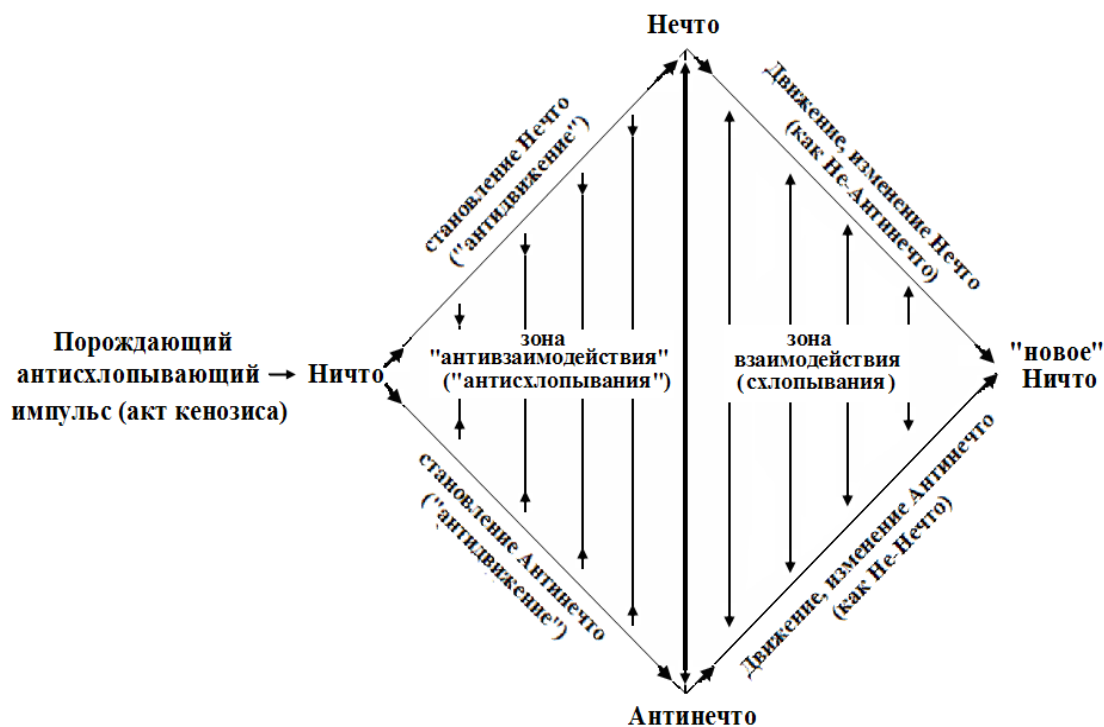 Нечто
становление Нечто
("антидвижение")
Движение, изменение Нечто
(как Не-Антинечто)
Порождающий
антисхлопывающий
импульс (акт кенозиса)
Ничто
зона
"антивзаимодействия"
("антисхлопывания")
зона
взаимодействия
(схлопывания)
"новое"
Ничто
становление Антинечто
("антидвижение")
Движение, изменение Антинечто
(как Не-Нечто)
Антинечто